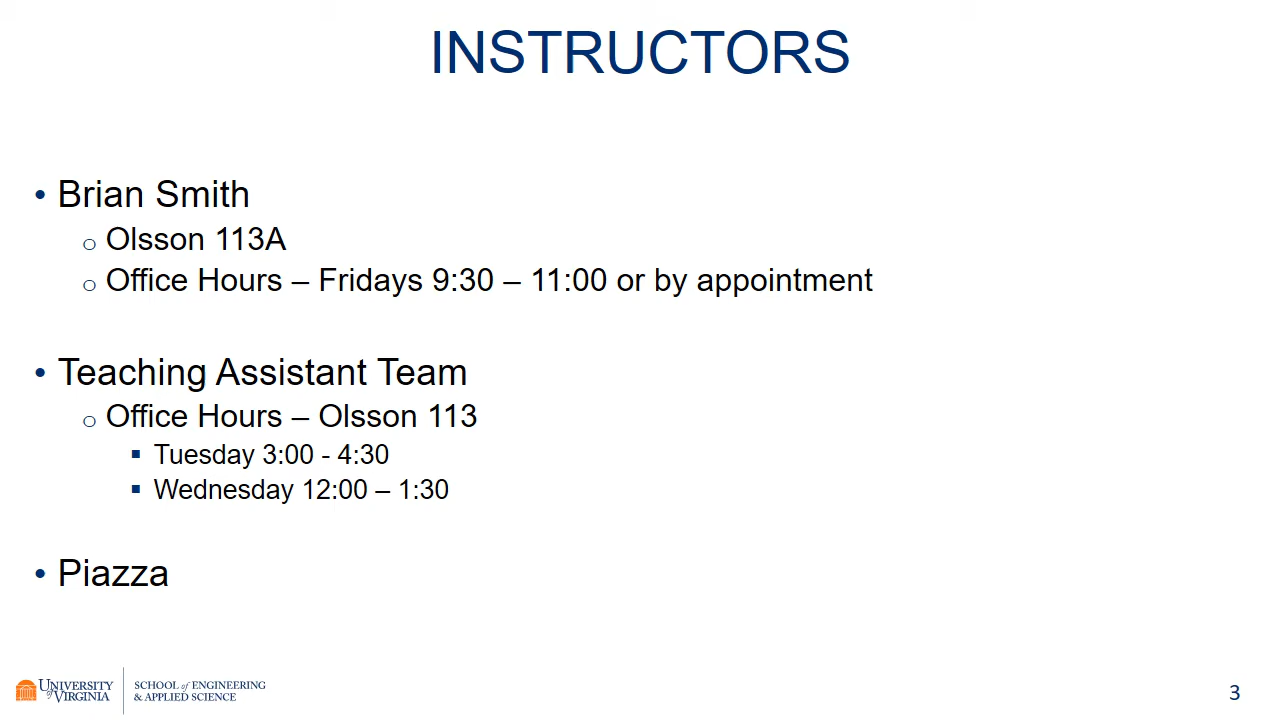 INSTRUCTORS
• Brian Smith
o Olsson 113A
o Office Hours – Fridays 9:30 – 11:00 or by appointment
• Teaching Assistant Team
o Office Hours – Olsson 113
▪ Tuesday 3:00 - 4:30
▪ Wednesday 12:00 – 1:30
• Piazza
UNIVERSITY of VIRGINIA
SCHOOL of ENGINEERING
& APPLIED SCIENCE
3